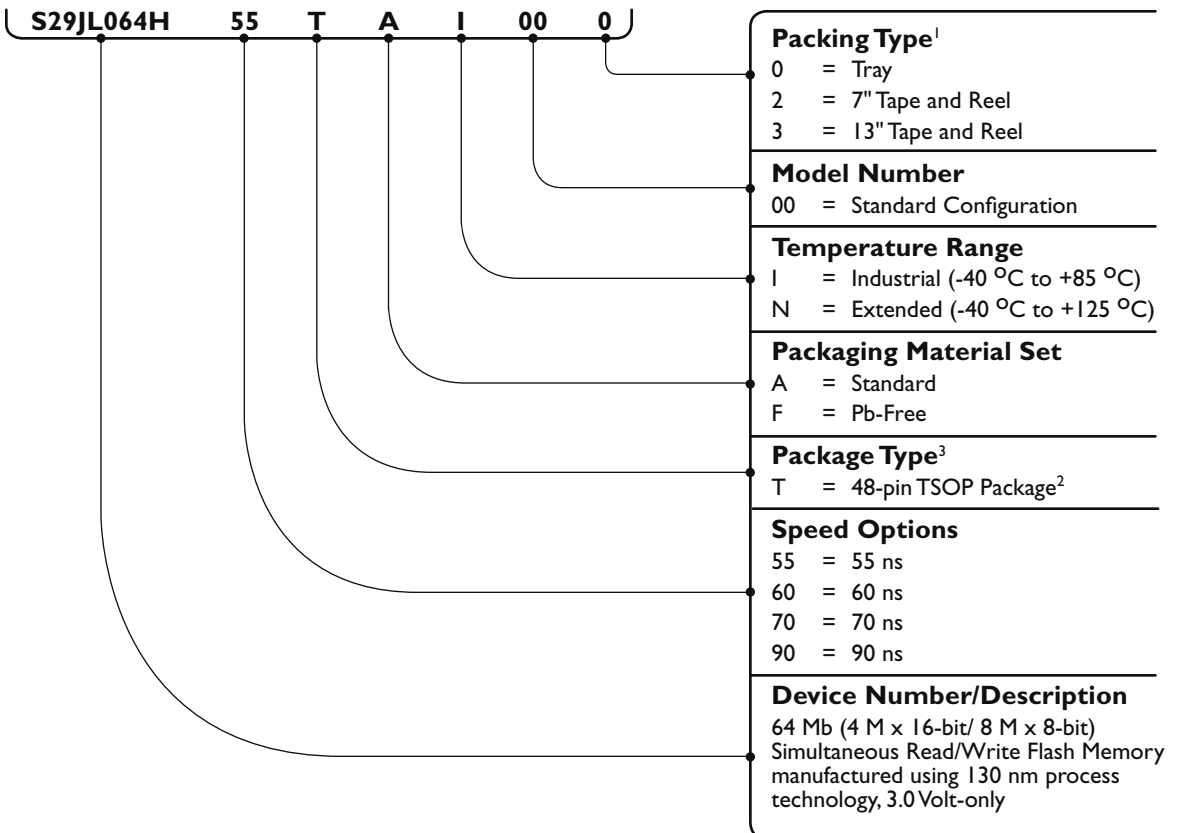 S29JL064H 55 T A I 00 0
Packing Type1
0 = Tray
2 = 7" Tape and Reel
3 = 13" Tape and Reel
Model Number
00 = Standard Configuration
Temperature Range
I = Industrial (-40 °C to +85 °C)
N = Extended (-40 °C to +125 °C)
Packaging Material Set
A = Standard
F = Pb-Free
Package Type3
T = 48-pin TSOP Package2
Speed Options
55 = 55 ns
60 = 60 ns
70 = 70 ns
90 = 90 ns
Device Number/Description
64 Mb (4 M x 16-bit/ 8 M x 8-bit)
Simultaneous Read/Write Flash Memory
manufactured using 130 nm process
technology, 3.0 Volt-only